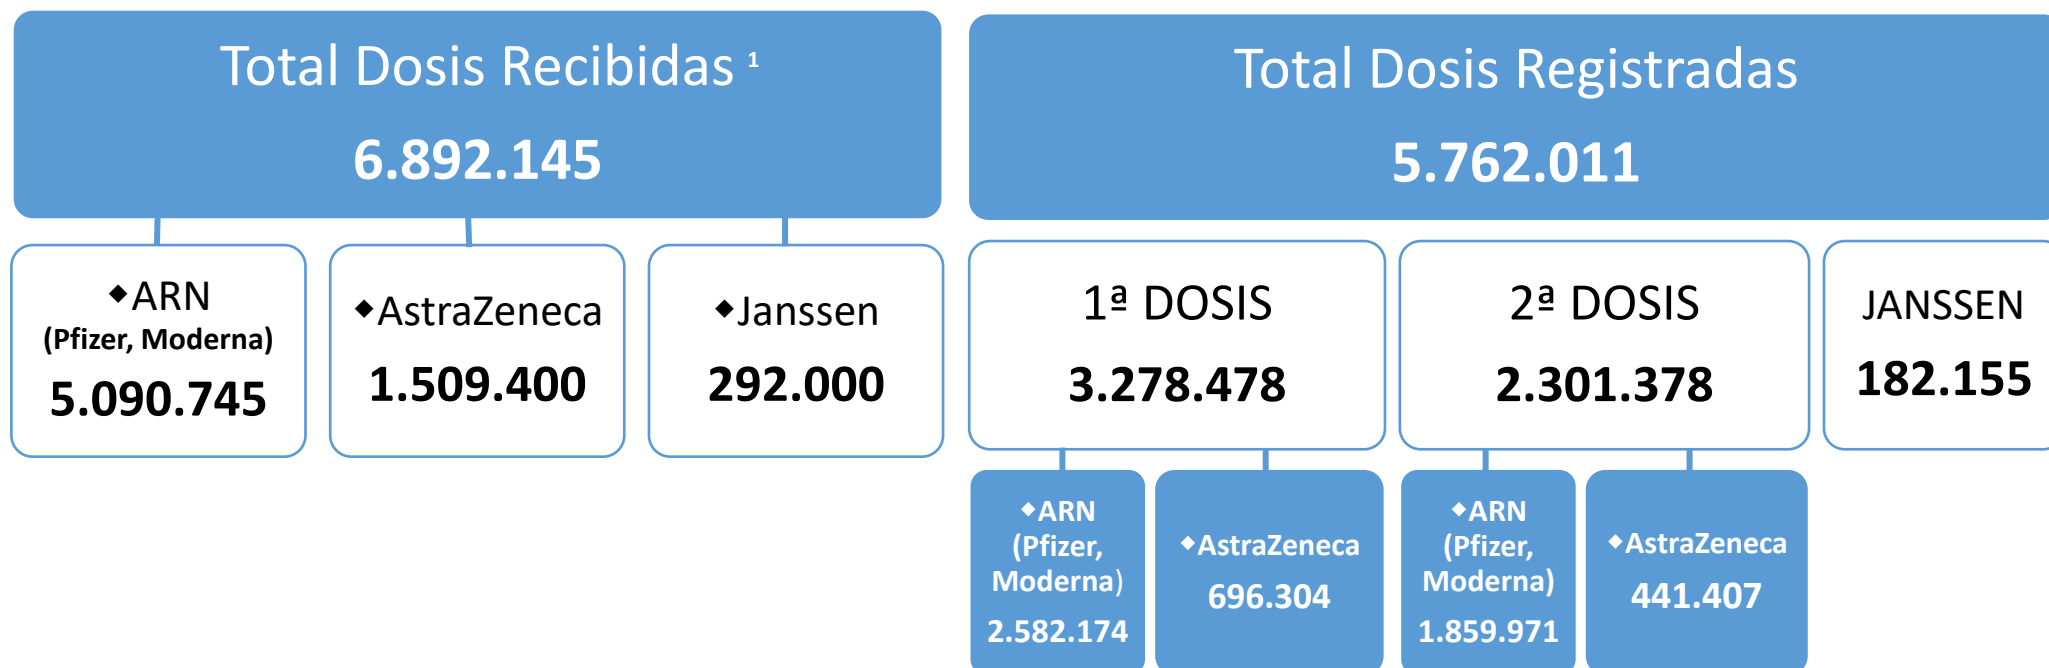 Total Dosis Recibidas ¹
6.892.145
◆ARN
(Pfizer, Moderna)
5.090.745
◆AstraZeneca
1.509.400
◆Janssen
292.000
Total Dosis Registradas
5.762.011
1ª DOSIS
3.278.478
2ª DOSIS
2.301.378
JANSSEN
182.155
◆ARN
(Pfizer,
Moderna)
2.582.174
◆AstraZeneca
696.304
◆ARN
(Pfizer,
Moderna)
1.859.971
◆AstraZeneca
441.407